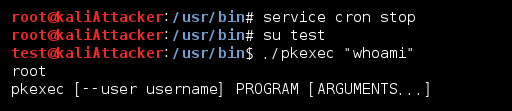 root@kaliAttacker:/usr/bin# service cron stop
root@kaliAttacker:/usr/bin# su test
test@kaliAttacker:/usr/bin$ ./pkexec "whoami"
root
pkexec [--user username] PROGRAM [ARGUMENTS...]